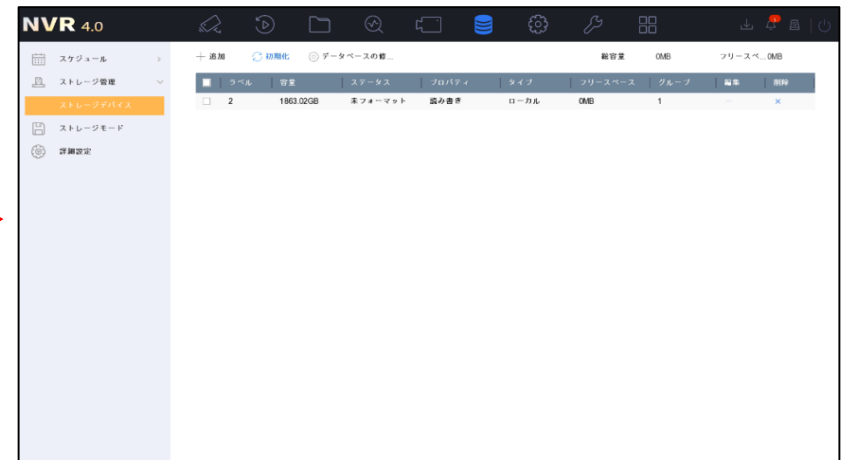 NVR 4.0
スケジュール
ストレージ管理
ストレージデバイス
ストレージモード
詳細設定
追加 初期化 データベースの修... 総容量 0MB フリースペ... 0MB
ラベル 容量 ステータス プロパティ タイプ フリースペース グループ 編集 削除
2 1863.02GB 未フォーマット 読み書き ローカル 0MB 1